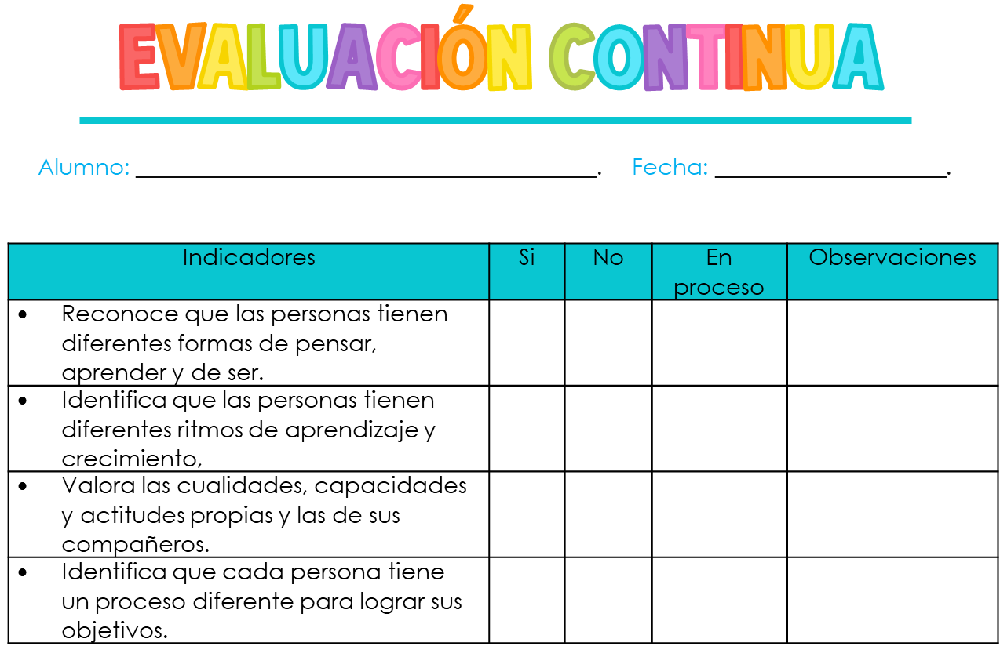 EVALUACIÓN CONTINUA
Alumno: ______________________________. Fecha: _______________.
Indicadores Si No En proceso Observaciones
• Reconoce que las personas tienen
diferentes formas de pensar,
aprender y de ser.
• Identifica que las personas tienen
diferentes ritmos de aprendizaje y
crecimiento,
• Valora las cualidades, capacidades
y actitudes propias y las de sus
compañeros.
• Identifica que cada persona tiene
un proceso diferente para lograr sus
objetivos.